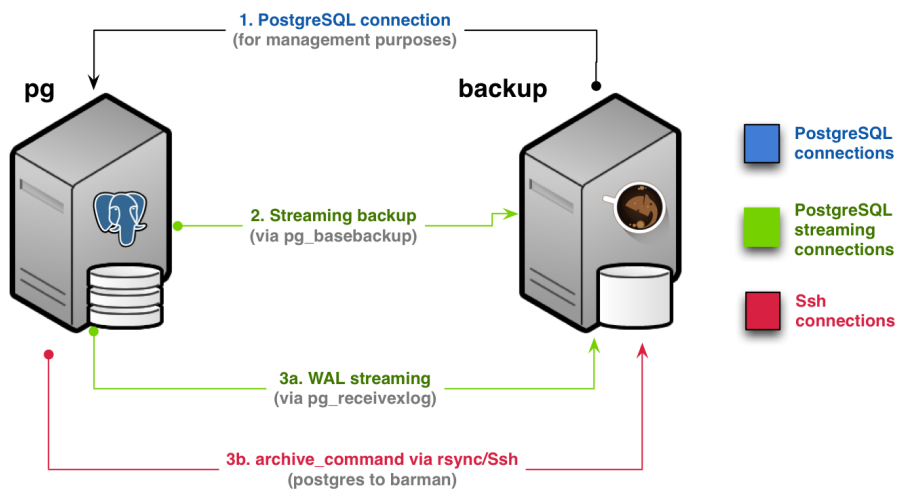 1. PostgreSQL connection
(for management purposes)
pg
backup
PostgreSQL
connections
2. Streaming backup
(via pg_basebackup)
PostgreSQL
streaming
connections
Ssh
connections
3a. WAL streaming
(via pg_receivexlog)
3b. archive_command via rsync/Ssh
(postgres to barman)